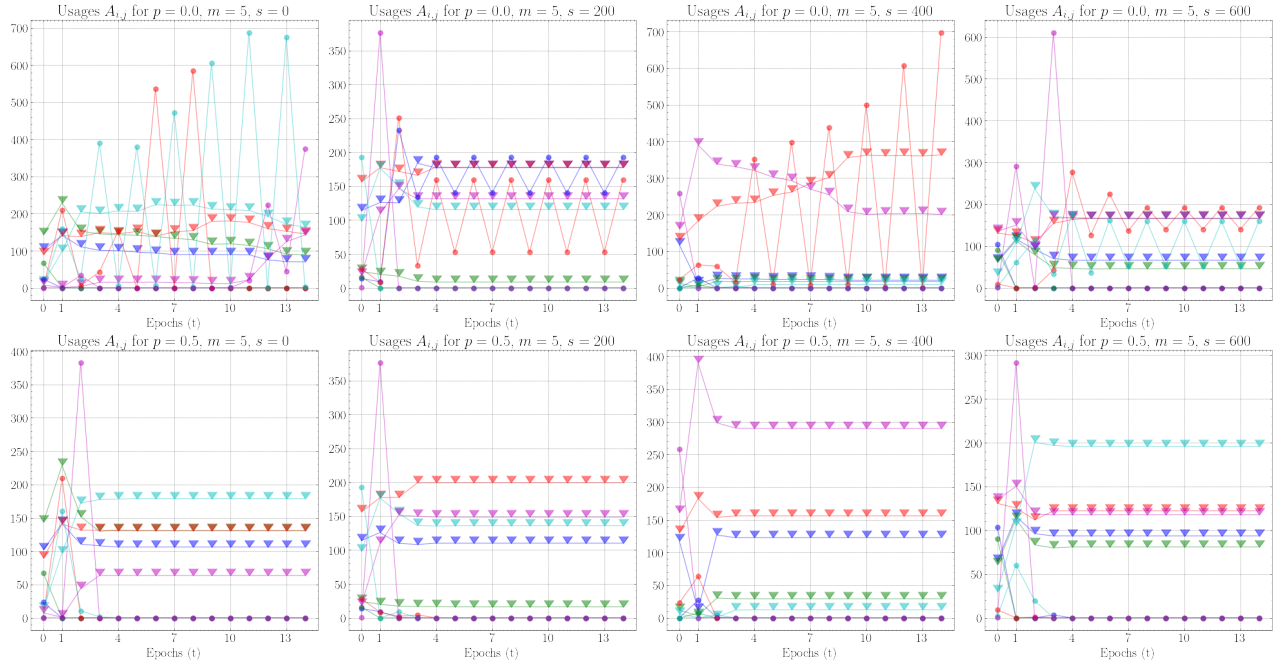 Usages A_{i,j} for p = 0.0, m = 5, s = 0
700
600
500
400
300
200
100
0
0 1 4 7 10 13
Epochs (t)
Usages A_{i,j} for p = 0.0, m = 5, s = 200
350
300
250
200
150
100
50
0
0 1 4 7 10 13
Epochs (t)
Usages A_{i,j} for p = 0.0, m = 5, s = 400
700
600
500
400
300
200
100
0
0 1 4 7 10 13
Epochs (t)
Usages A_{i,j} for p = 0.0, m = 5, s = 600
600
500
400
300
200
100
0
0 1 4 7 10 13
Epochs (t)
Usages A_{i,j} for p = 0.5, m = 5, s = 0
400
350
300
250
200
150
100
50
0
0 1 4 7 10 13
Epochs (t)
Usages A_{i,j} for p = 0.5, m = 5, s = 200
350
300
250
200
150
100
50
0
0 1 4 7 10 13
Epochs (t)
Usages A_{i,j} for p = 0.5, m = 5, s = 400
400
350
300
250
200
150
100
50
0
0 1 4 7 10 13
Epochs (t)
Usages A_{i,j} for p = 0.5, m = 5, s = 600
300
250
200
150
100
50
0
0 1 4 7 10 13
Epochs (t)